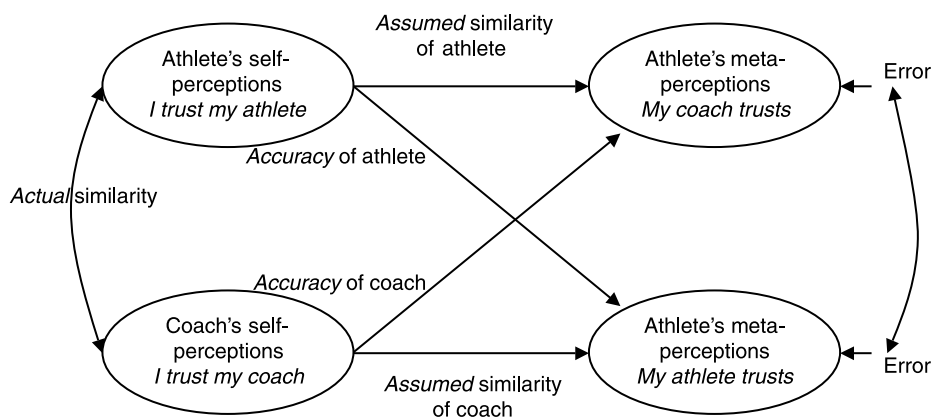 Assumed similarity
of athlete
Athlete's self-
perceptions
I trust my athlete
Athlete's meta-
perceptions
My coach trusts
Error
Accuracy of athlete
Actual similarity
Accuracy of coach
Coach's self-
perceptions
I trust my coach
Athlete's meta-
perceptions
My athlete trusts
Error
Assumed similarity
of coach